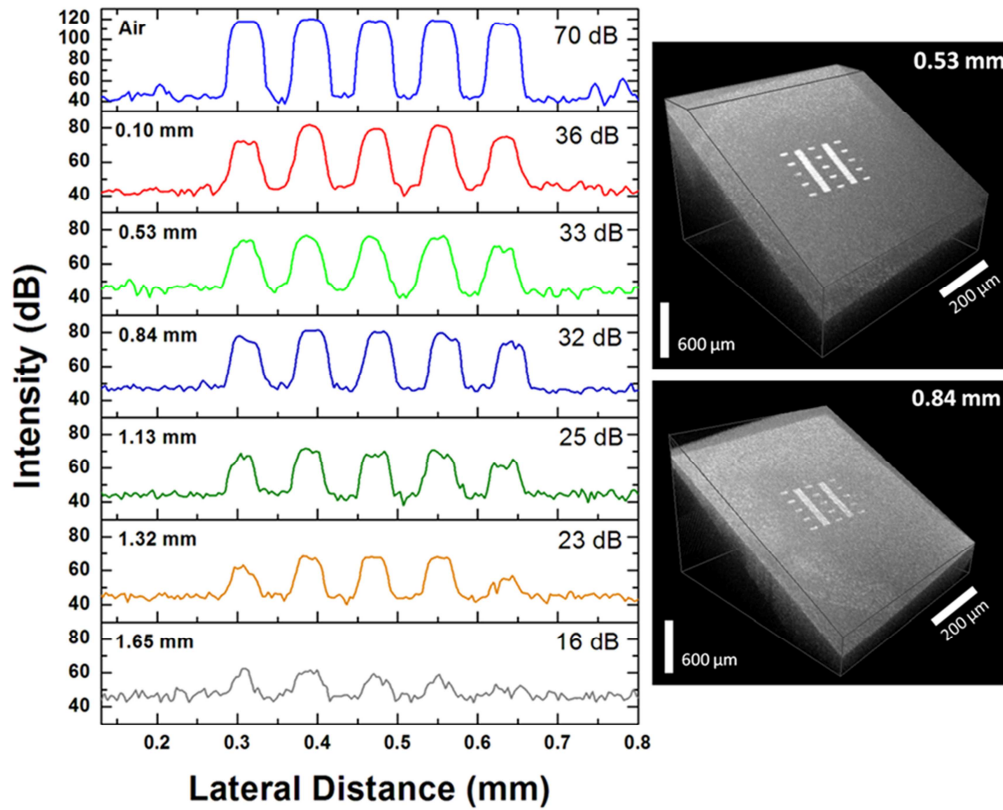 Intensity (dB)
Air
70 dB
120
100
80
60
40
0.10 mm
36 dB
80
60
40
0.53 mm
33 dB
80
60
40
0.84 mm
32 dB
80
60
40
1.13 mm
25 dB
80
60
40
1.32 mm
23 dB
80
60
40
1.65 mm
16 dB
80
60
40
0.2 0.3 0.4 0.5 0.6 0.7 0.8
Lateral Distance (mm)
0.53 mm
200 µm
600 µm
0.84 mm
200 µm
600 µm